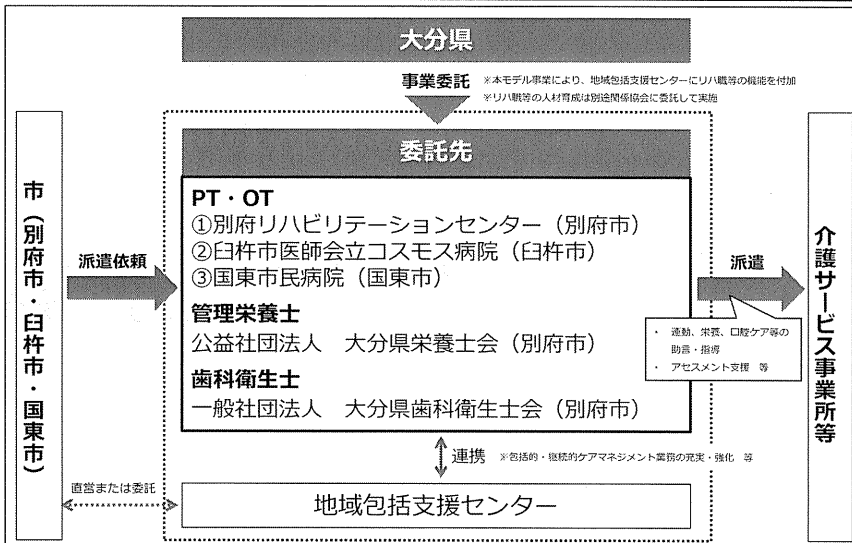 大分県
事業委託
※本モデル事業により、地域包括支援センターにリハ職等の機能を付加
※リハ職等の人材育成は別途関係協会に委託して実施
委託先
市（別府市・臼杵市・国東市）
派遣依頼
PT・OT
①別府リハビリテーションセンター（別府市）
②臼杵市医師会立コスモス病院（臼杵市）
③国東市民病院（国東市）
管理栄養士
公益社団法人　大分県栄養士会（別府市）
歯科衛生士
一般社団法人　大分県歯科衛生士会（別府市）
派遣
・ 運動、栄養、口腔ケア等の
助言・指導
・ アセスメント支援　等
介護サービス事業所等
連携
※包括的・継続的ケアマネジメント業務の充実・強化　等
直営または委託
地域包括支援センター